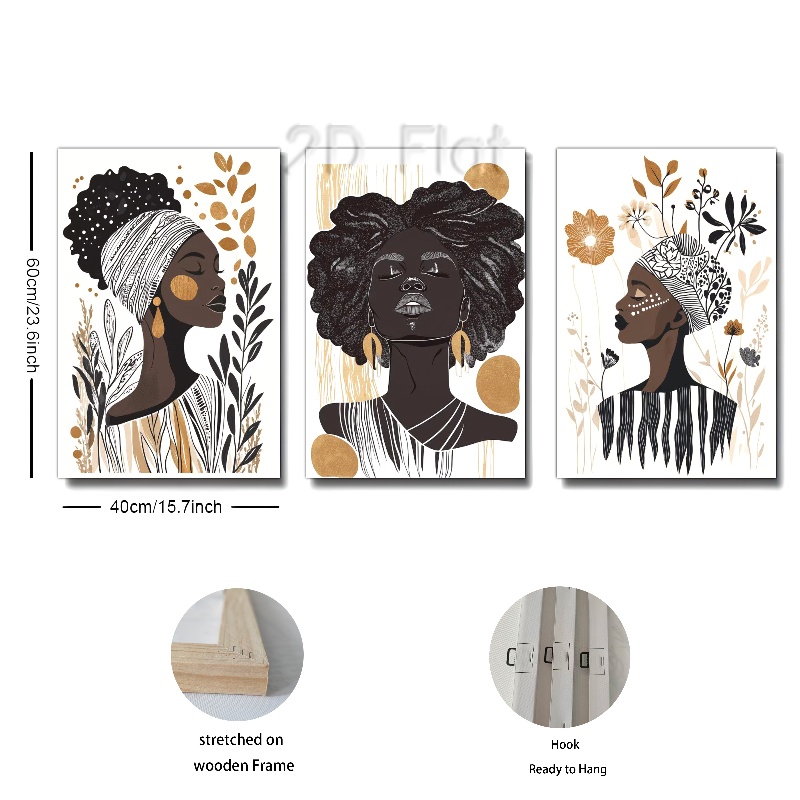 2D Flat
60cm/23.6inch
40cm/15.7inch
stretched on
wooden Frame
Hook
Ready to Hang